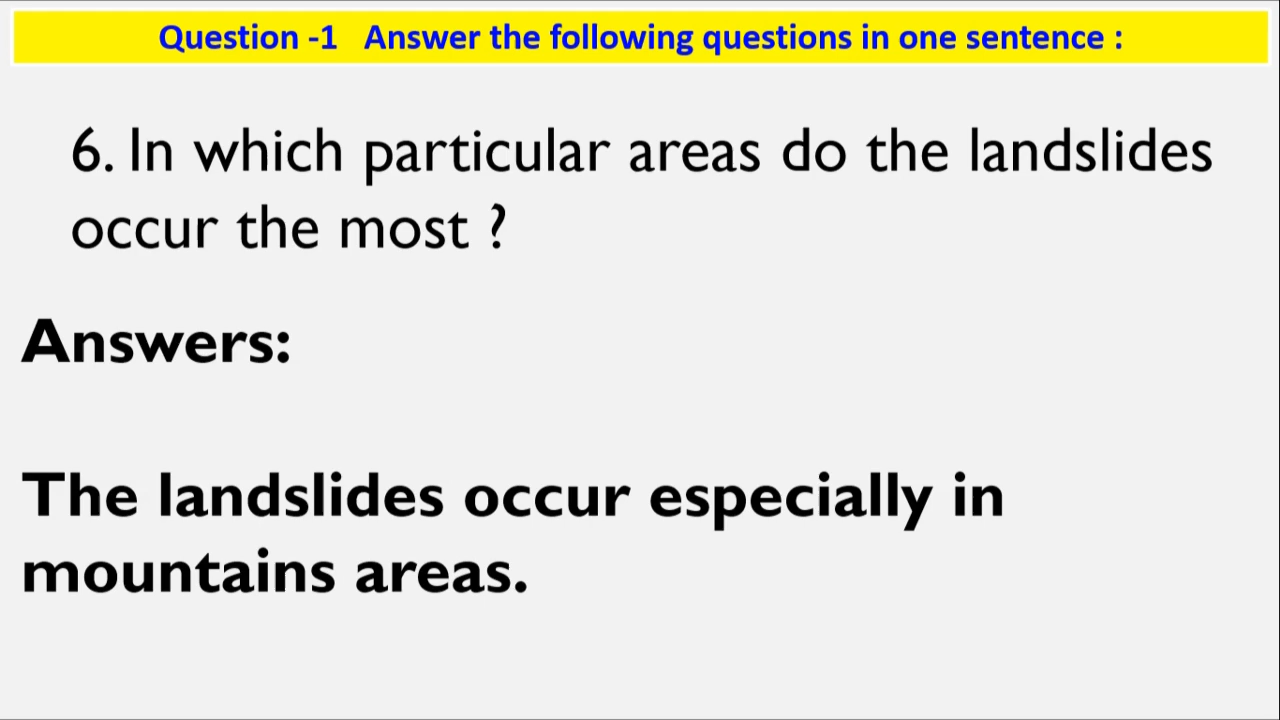 Question -1 Answer the following questions in one sentence :
6. In which particular areas do the landslides
occur the most ?
Answers:
The landslides occur especially in
mountains areas.